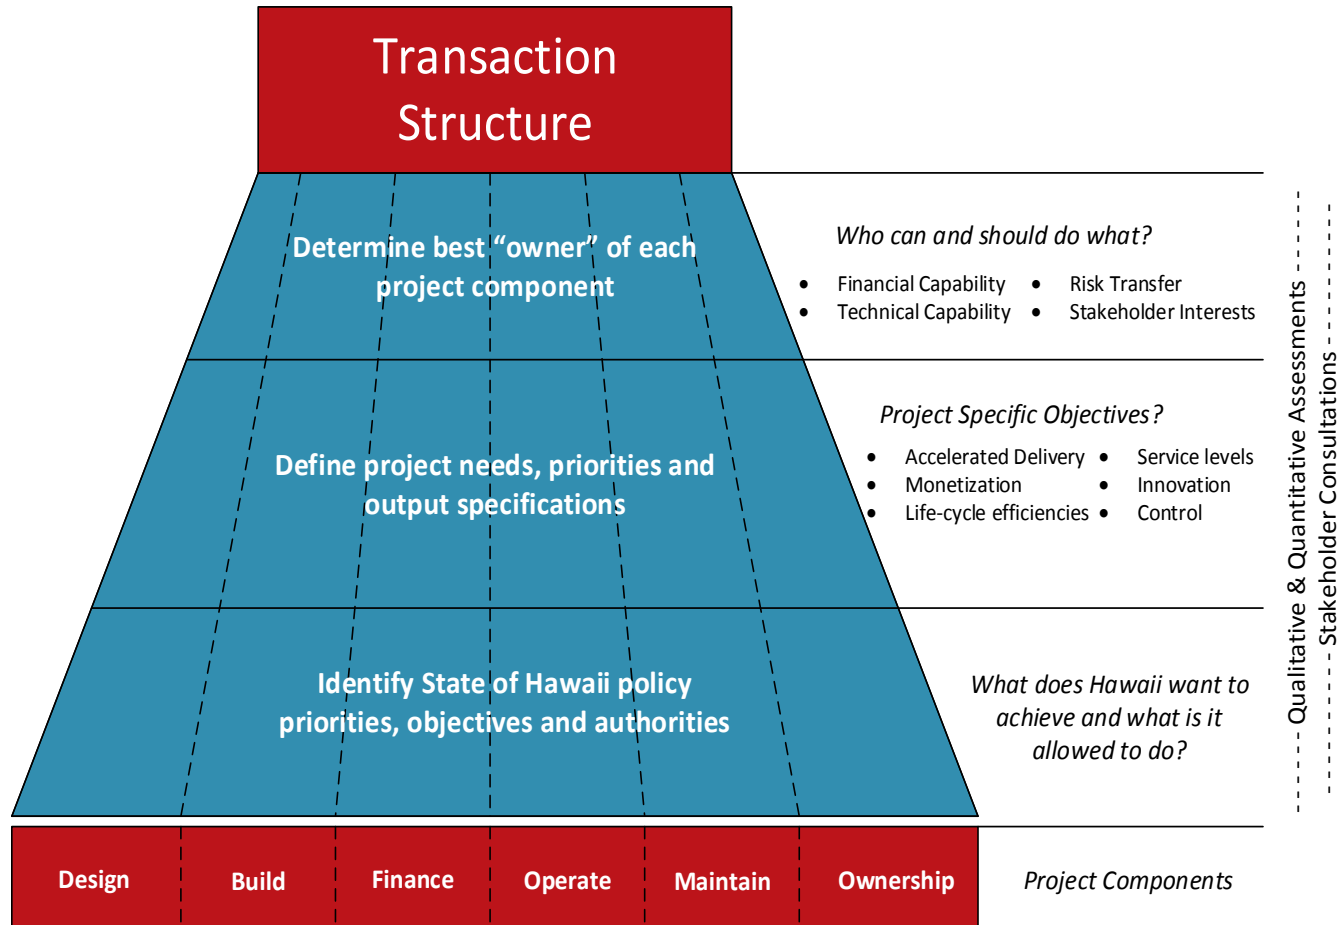 Transaction
Structure
Determine best “owner” of each
project component
Who can and should do what?
• Financial Capability • Risk Transfer
• Technical Capability • Stakeholder Interests
Define project needs, priorities and
output specifications
Project Specific Objectives?
• Accelerated Delivery • Service levels
• Monetization • Innovation
• Life-cycle efficiencies • Control
Identify State of Hawaii policy
priorities, objectives and authorities
What does Hawaii want to
achieve and what is it
allowed to do?
Design Build Finance Operate Maintain Ownership
Project Components
Qualitative & Quantitative Assessments
Stakeholder Consultations